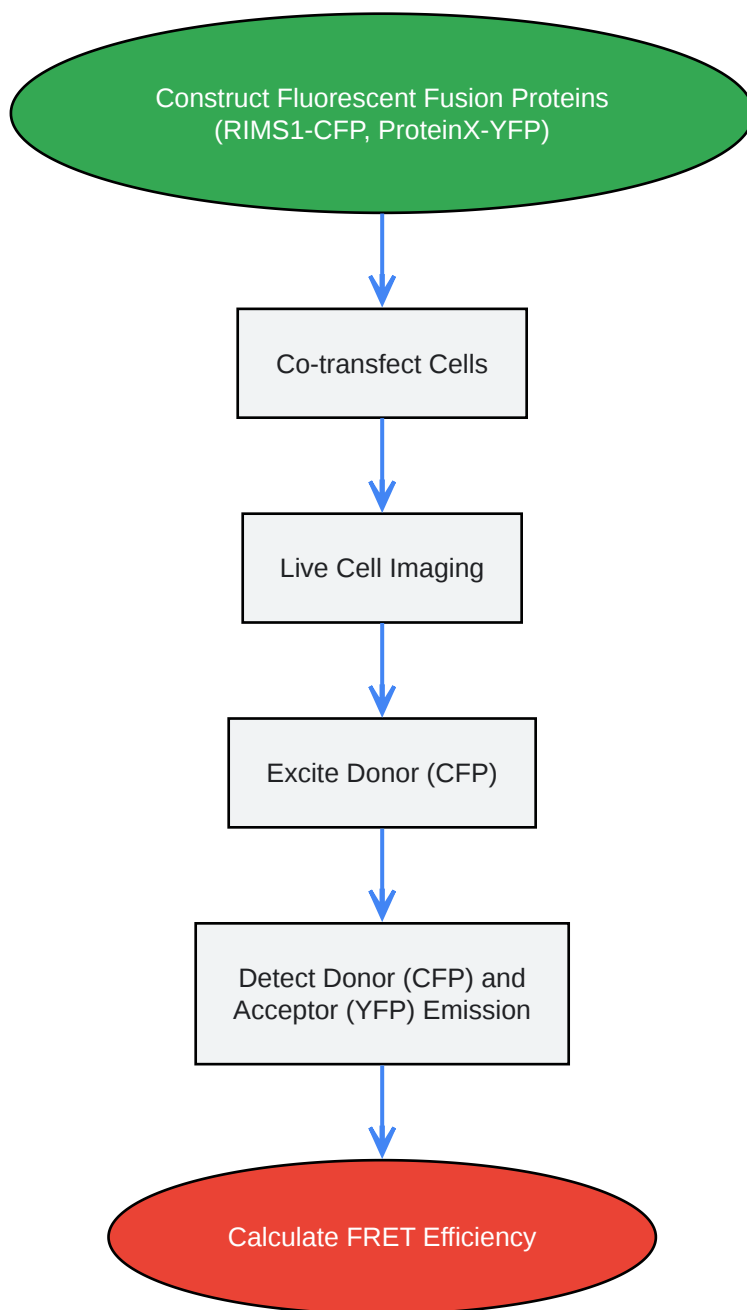 Construct Fluorescent Fusion Proteins
(RIMS1-CFP, ProteinX-YFP)
Co-transfect Cells
Live Cell Imaging
Excite Donor (CFP)
Detect Donor (CFP) and
Acceptor (YFP) Emission
Calculate FRET Efficiency